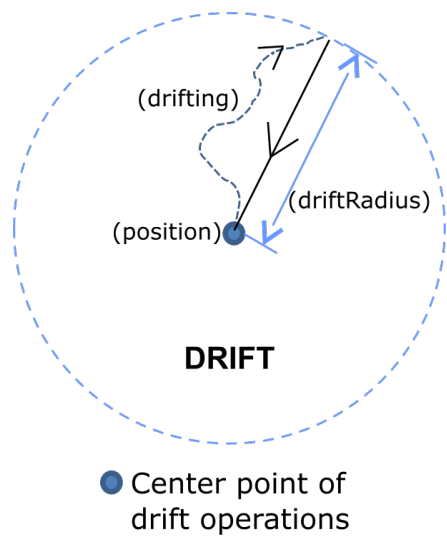 (drifting)
(driftRadius)
(position)
DRIFT
Center point of
drift operations